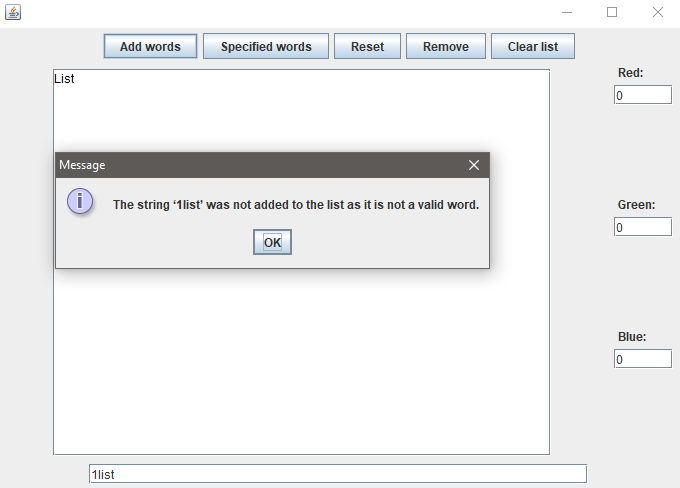 Add words Specified words Reset Remove Clear list
Red:
0
List
Message
The string ‘1list’ was not added to the list as it is not a valid word.
OK
Green:
0
Blue:
0
1list